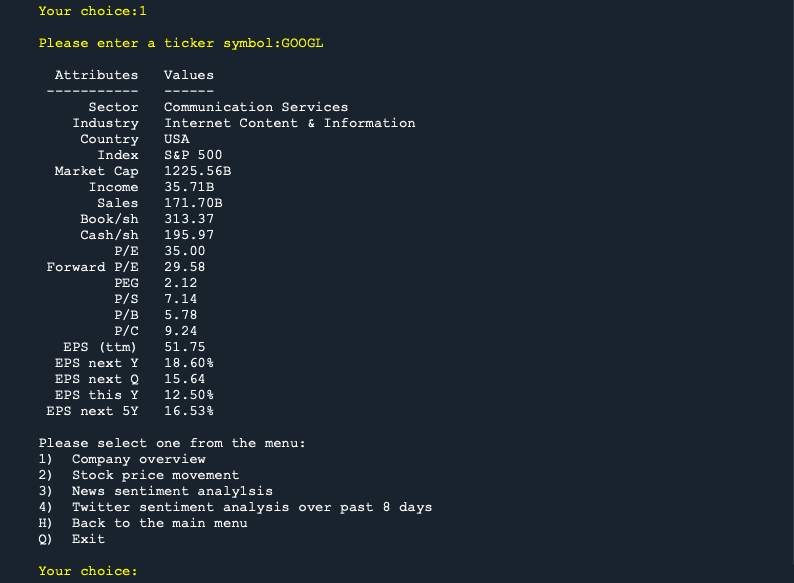 Your choice:1
Please enter a ticker symbol:GOOGL
Attributes   Values
-----------   ------
Sector   Communication Services
Industry   Internet Content & Information
Country   USA
Index   S&P 500
Market Cap   1225.56B
Income   35.71B
Sales   171.70B
Book/sh   313.37
Cash/sh   195.97
P/E   35.00
Forward P/E   29.58
PEG   2.12
P/S   7.14
P/B   5.78
P/C   9.24
EPS (ttm)   51.75
EPS next Y   18.60%
EPS next Q   15.64
EPS this Y   12.50%
EPS next 5Y   16.53%
Please select one from the menu:
1)  Company overview
2)  Stock price movement
3)  News sentiment analy1sis
4)  Twitter sentiment analysis over past 8 days
H)  Back to the main menu
Q)  Exit
Your choice: